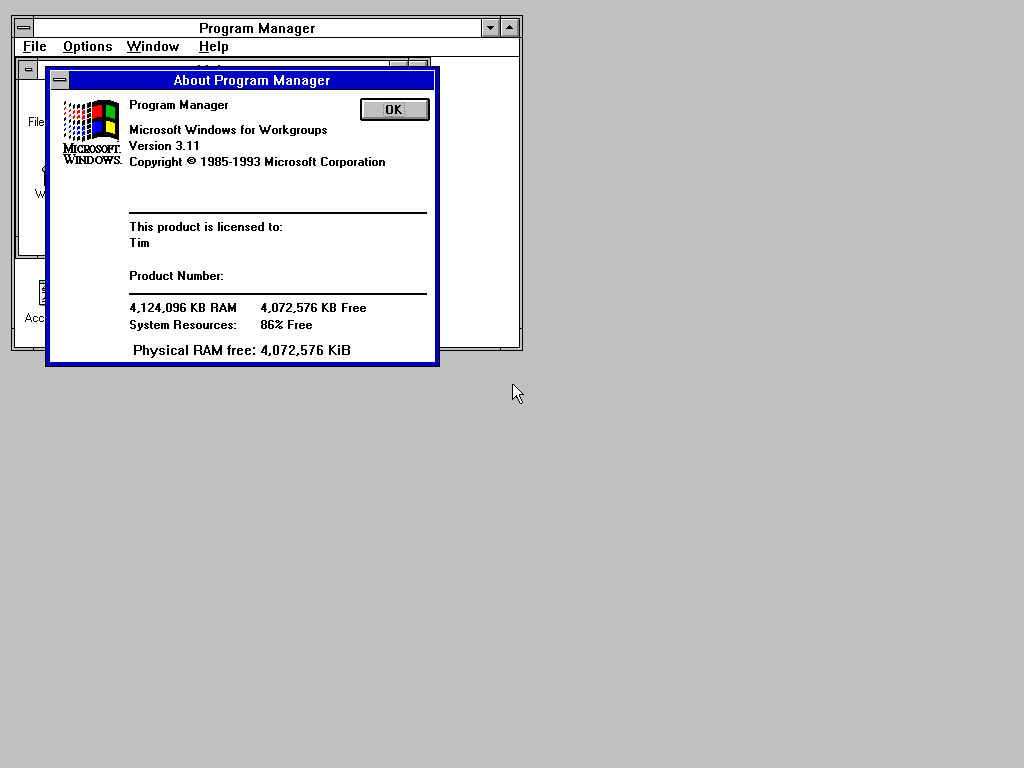 Program Manager
File Options Window Help
About Program Manager
File
W
Acc
MICROSOFT.
WINDOWS.
Program Manager
OK
Microsoft Windows for Workgroups
Version 3.11
Copyright © 1985-1993 Microsoft Corporation
This product is licensed to:
Tim
Product Number:
4,124,096 KB RAM 4,072,576 KB Free
System Resources: 86% Free
Physical RAM free: 4,072,576 KiB